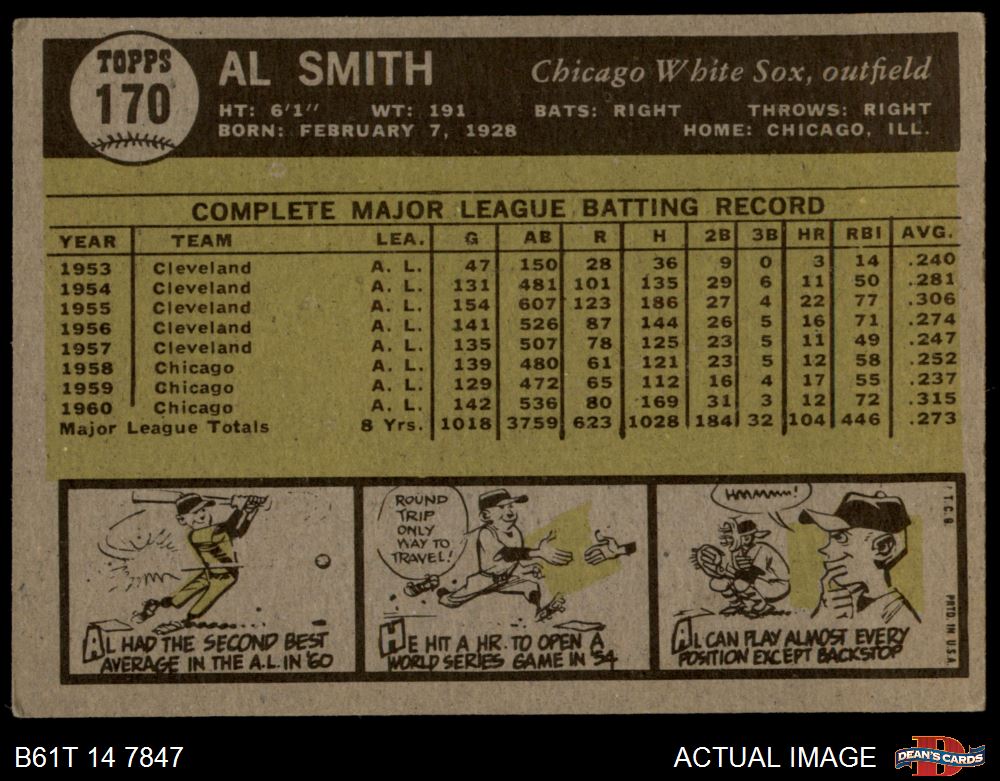 TOPPS
170
AL SMITH
Chicago White Sox, outfield
HT: 6'1" WT: 191 BATS: RIGHT THROWS: RIGHT
BORN: FEBRUARY 7, 1928 HOME: CHICAGO, ILL.
COMPLETE MAJOR LEAGUE BATTING RECORD
YEAR TEAM LEA. G AB R H 2B 3B HR RBI AVG.
1953 Cleveland A. L. 47 150 28 36 9 0 3 14 .240
1954 Cleveland A. L. 131 481 101 135 29 6 11 50 .281
1955 Cleveland A. L. 154 607 123 186 27 4 22 77 .306
1956 Cleveland A. L. 141 526 87 144 26 5 16 71 .274
1957 Cleveland A. L. 135 507 78 125 23 5 11 49 .247
1958 Chicago A. L. 139 480 61 121 23 5 12 58 .252
1959 Chicago A. L. 129 472 65 112 16 4 17 55 .237
1960 Chicago A. L. 142 536 80 169 31 3 12 72 .315
Major League Totals 8 Yrs. 1018 3759 623 1028 184 32 104 446 .273
AL HAD THE SECOND BEST
AVERAGE IN THE A.L. IN '60
ROUND
TRIP
ONLY
WAY TO
TRAVEL!
HE HIT A HR. TO OPEN A
WORLD SERIES GAME IN '54
Hmmmm!
AL CAN PLAY ALMOST EVERY
POSITION EXCEPT BACKSTOP
T.C.G.
PRTD. IN U.S.A.
B61T 14 7847
ACTUAL IMAGE
D
DEAN'S CARDS